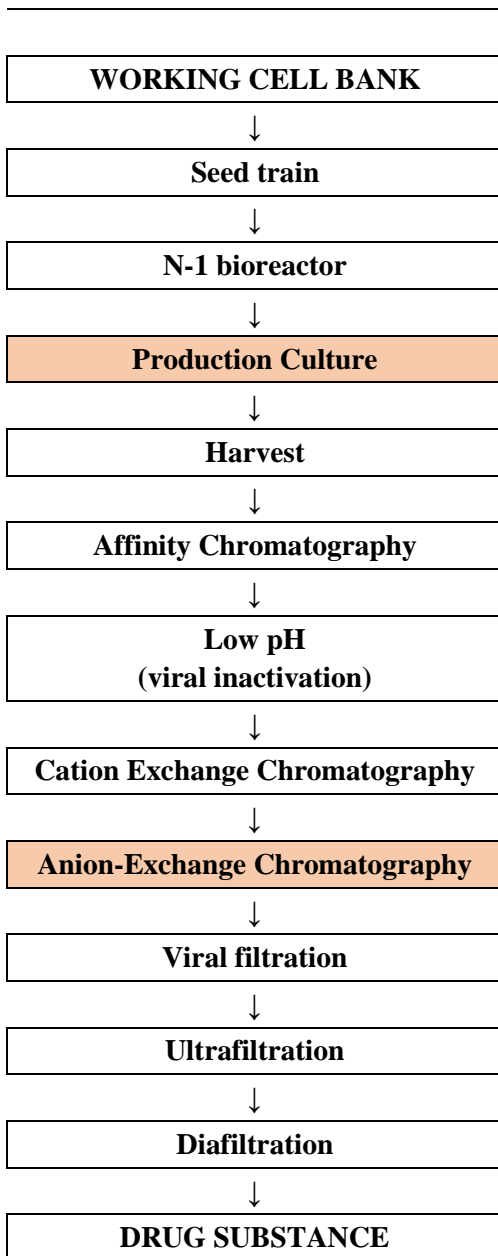 WORKING CELL BANK
↓
Seed train
↓
N-1 bioreactor
↓
Production Culture
↓
Harvest
↓
Affinity Chromatography
↓
Low pH
(viral inactivation)
↓
Cation Exchange Chromatography
↓
Anion-Exchange Chromatography
↓
Viral filtration
↓
Ultrafiltration
↓
Diafiltration
↓
DRUG SUBSTANCE